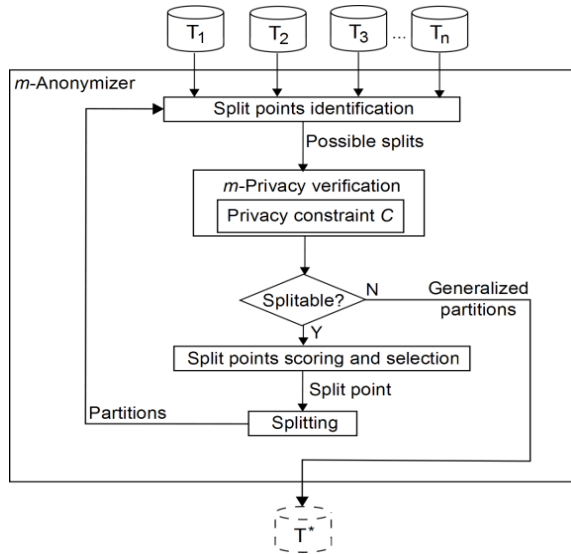 T1 T2 T3 ... Tn
m-Anonymizer
Split points identification
Possible splits
m-Privacy verification
Privacy constraint C
Splitable?
N
Generalized
partitions
Y
Split points scoring and selection
Split point
Partitions
Splitting
T*